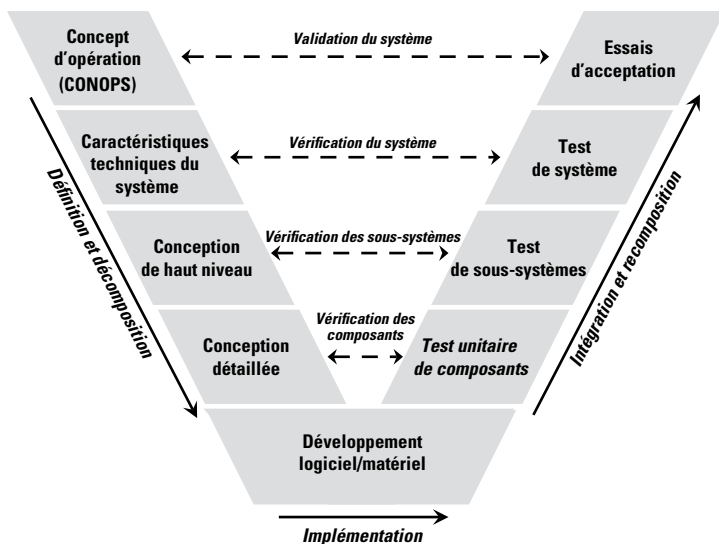 Concept
d'opération
(CONOPS)
Validation du système
Essais
d'acceptation
Caractéristiques
techniques du
système
Vérification du système
Test
de système
Définition et décomposition
Conception
de haut niveau
Vérification des sous-systèmes
Test
de sous-systèmes
Intégration et recomposition
Conception
détaillée
Vérification des
composants
Test unitaire
de composants
Développement
logiciel/matériel
Implémentation